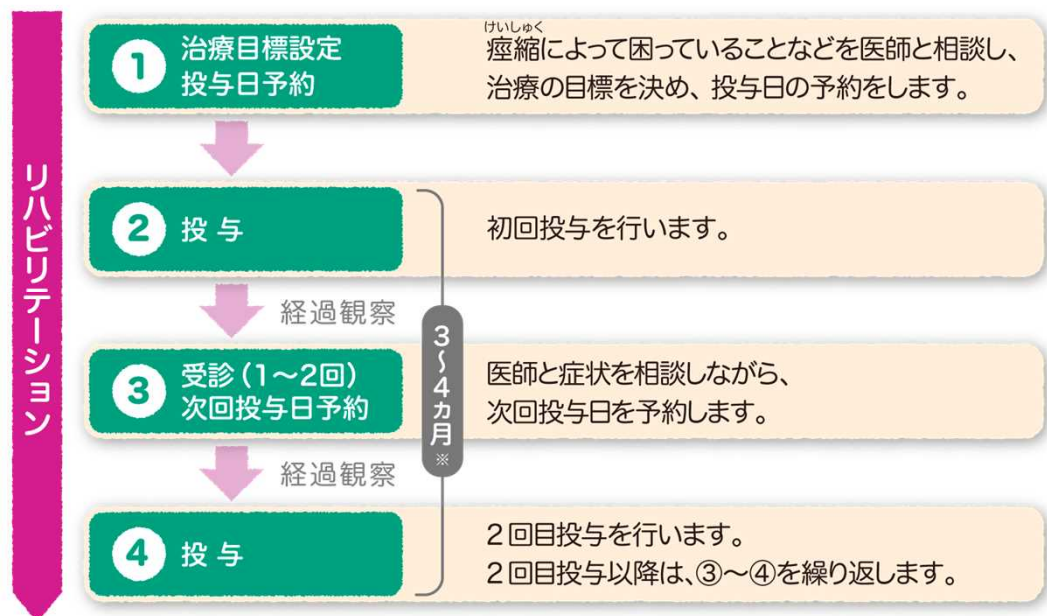 リハビリテーション
1 治療目標設定
投与日予約
けいしゅく
痙縮によって困っていることなどを医師と相談し、
治療の目標を決め、投与日の予約をします。
2 投与
初回投与を行います。
経過観察
3〜4カ月※
3 受診(1〜2回)
次回投与日予約
医師と症状を相談しながら、
次回投与日を予約します。
経過観察
4 投与
2回目投与を行います。
2回目投与以降は、③〜④を繰り返します。